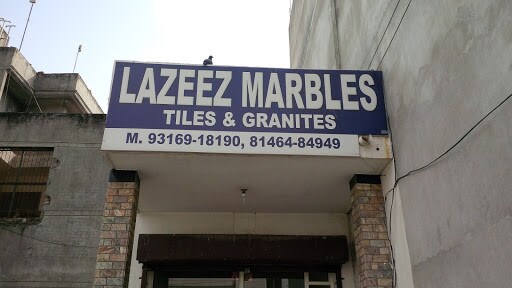 LAZEEZ MARBLES
TILES & GRANITES
M. 93169-18190, 81464-84949